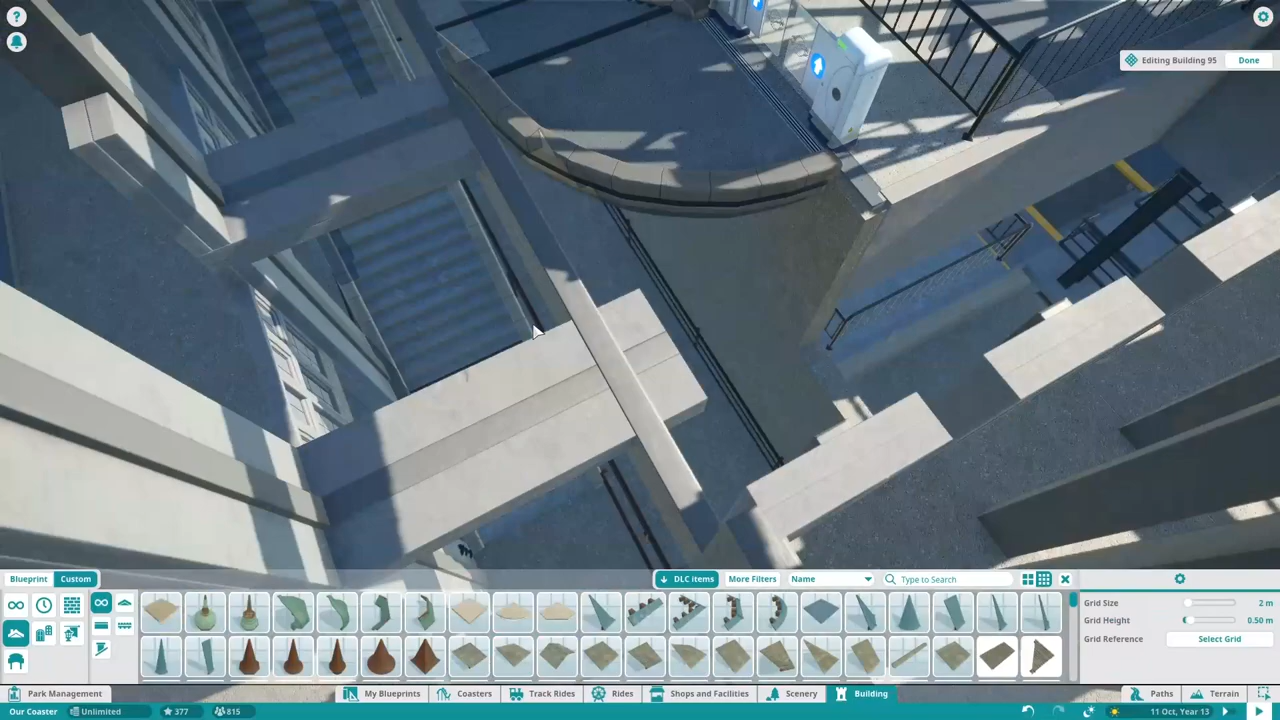 ?
Editing Building 95
Done
Blueprint
Custom
DLC items
More Filters
Name
Type to Search
Grid Size
2 m
Grid Height
0.50 m
Grid Reference
Select Grid
Park Management
My Blueprints
Coasters
Track Rides
Rides
Shops and Facilities
Scenery
Building
Paths
Terrain
Our Coaster
Unlimited
377
815
11 Oct, Year 13